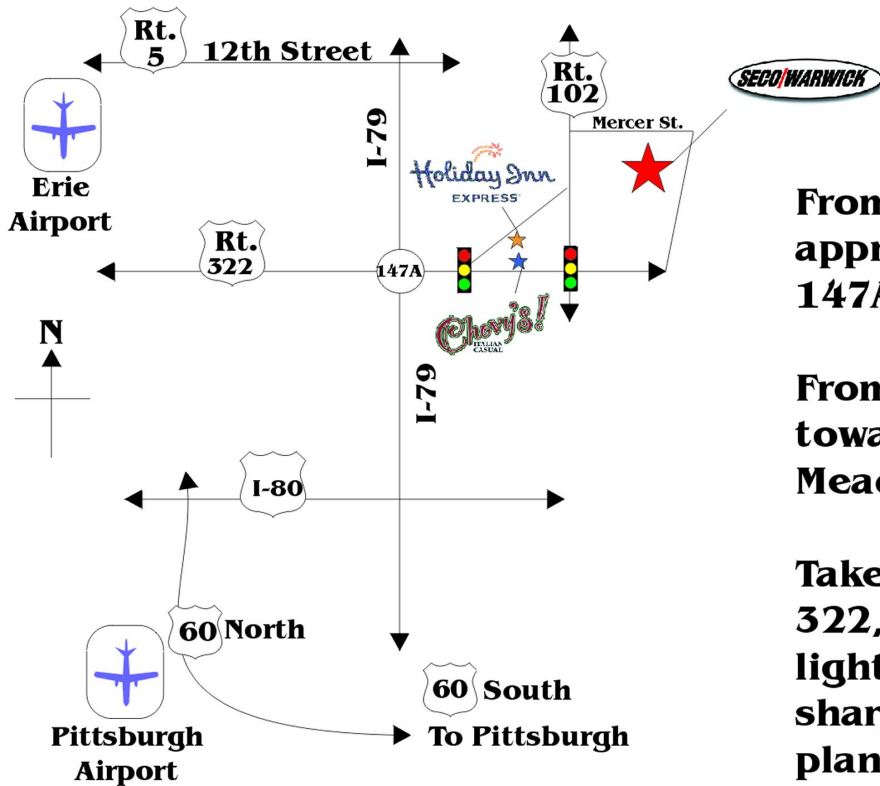 Rt.
5
12th Street
Rt.
102
SECO/WARWICK
Mercer St.
I-79
Holiday Inn
EXPRESS
Erie
Airport
Rt.
322
147A
Chovy's!
ITALIAN
CASUAL
N
I-79
I-80
60 North
60 South
To Pittsburgh
Pittsburgh
Airport
From
appr
147A
From
towa
Mead
Take
322,
light
shar
plan